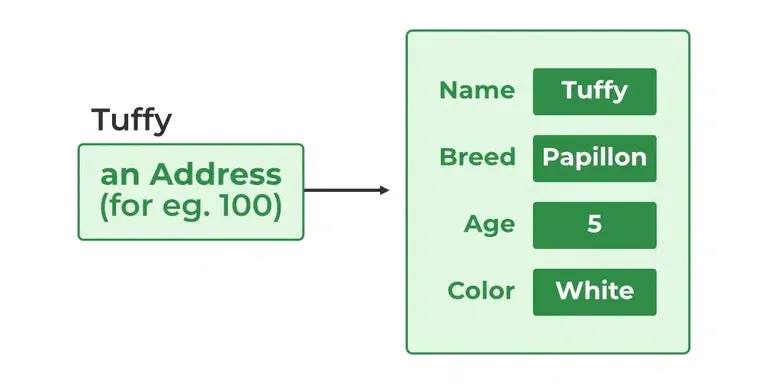 Tuffy
an Address
(for eg. 100)
Name Tuffy
Breed Papillon
Age 5
Color White